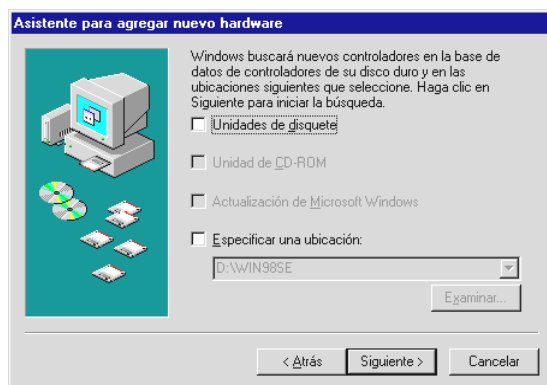 Asistente para agregar nuevo hardware
Windows buscará nuevos controladores en la base de
datos de controladores de su disco duro y en las
ubicaciones siguientes que seleccione. Haga clic en
Siguiente para iniciar la búsqueda.
Unidades de disquete
Unidad de CD-ROM
Actualización de Microsoft Windows
Especificar una ubicación:
D:\WIN98SE
Examinar...
< Atrás
Siguiente >
Cancelar